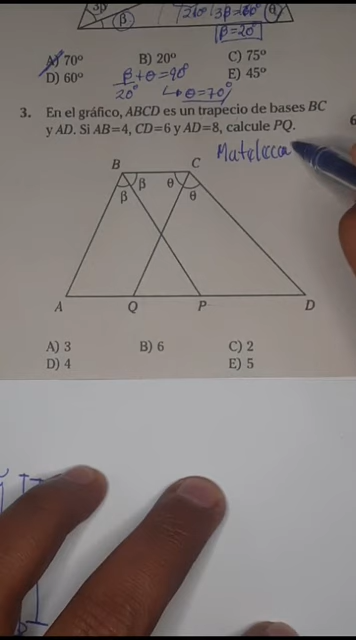 3β
β
3β=60°
θ
β=20°
A) 70° B) 20° C) 75°
D) 60° E) 45°
β+θ=90°
20° θ=70°
3. En el gráfico, ABCD es un trapecio de bases BC
y AD. Si AB=4, CD=6 y AD=8, calcule PQ.
B C
β θ
β θ
A Q P D
A) 3 B) 6 C) 2
D) 4 E) 5